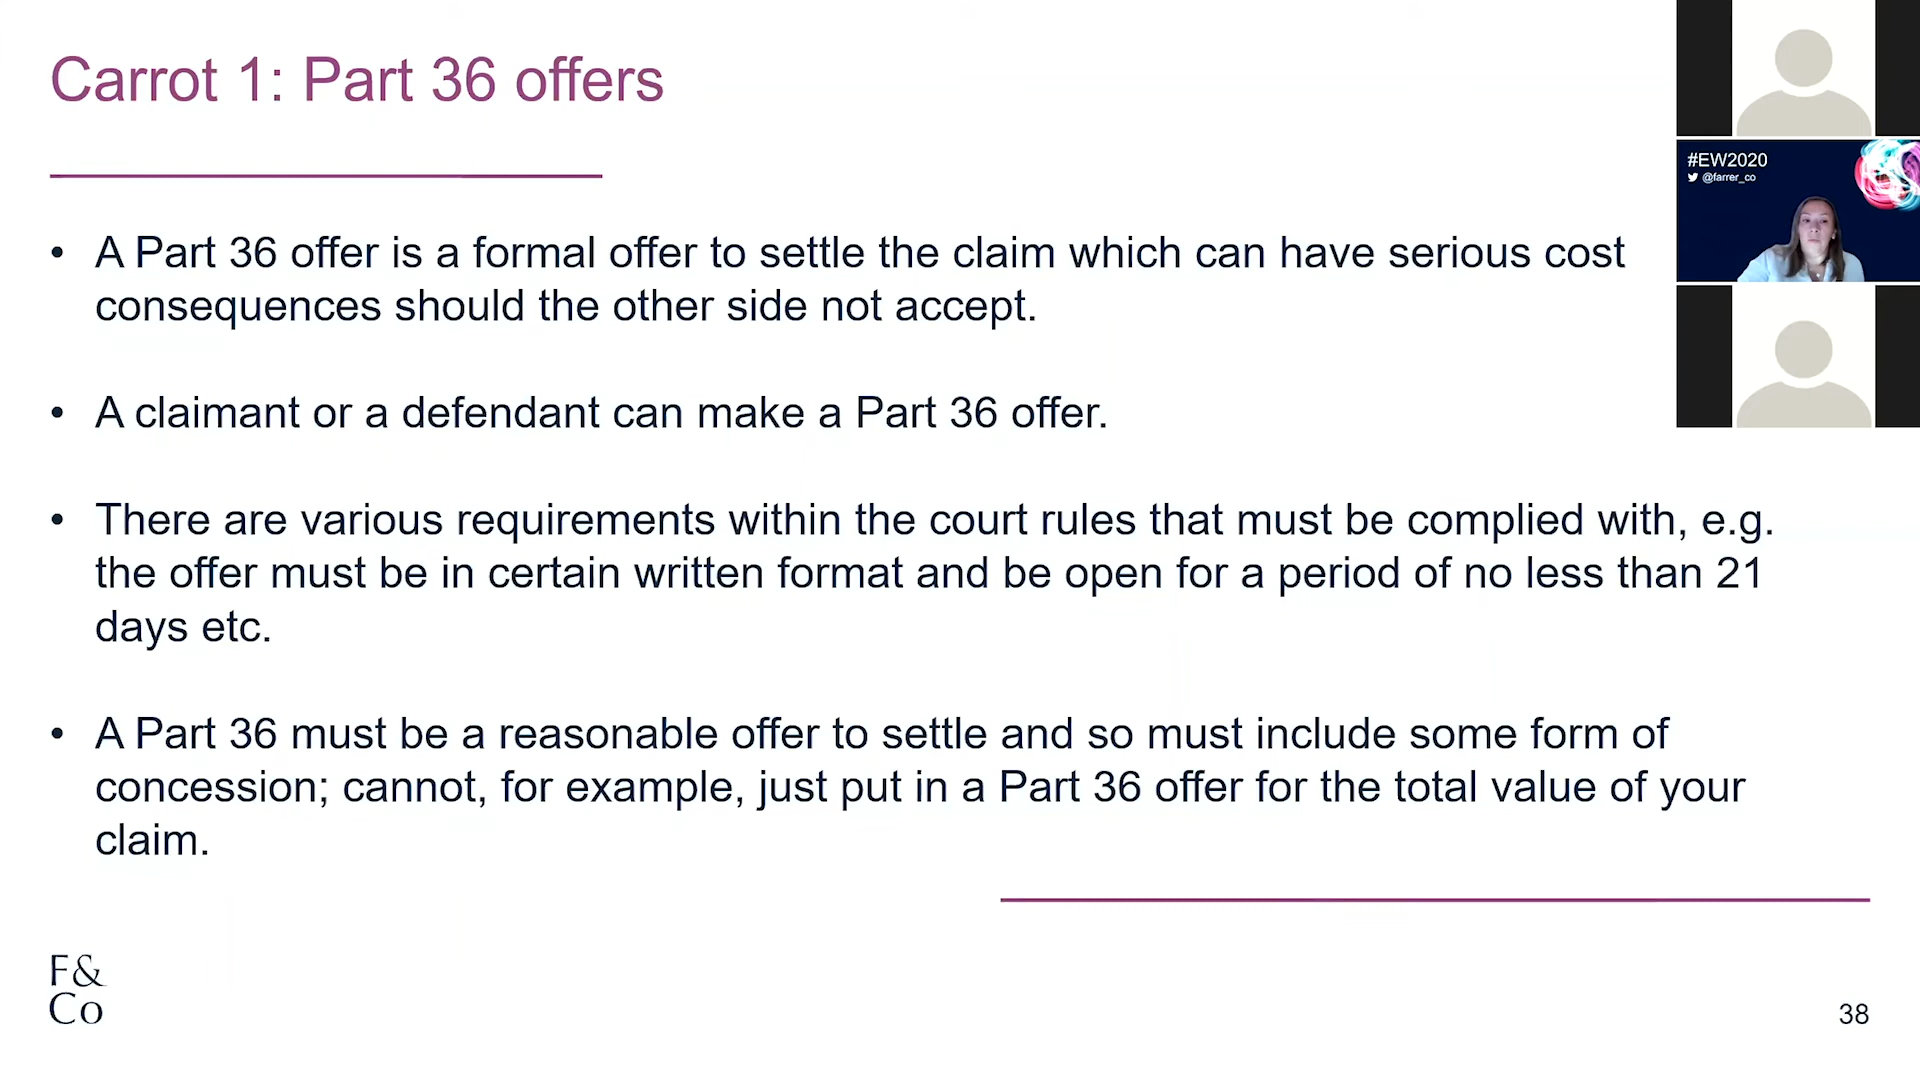 Carrot 1: Part 36 offers
#EW2020
@farrer_co
• A Part 36 offer is a formal offer to settle the claim which can have serious cost
consequences should the other side not accept.
• A claimant or a defendant can make a Part 36 offer.
• There are various requirements within the court rules that must be complied with, e.g.
the offer must be in certain written format and be open for a period of no less than 21
days etc.
• A Part 36 must be a reasonable offer to settle and so must include some form of
concession; cannot, for example, just put in a Part 36 offer for the total value of your
claim.
F&
Co
38